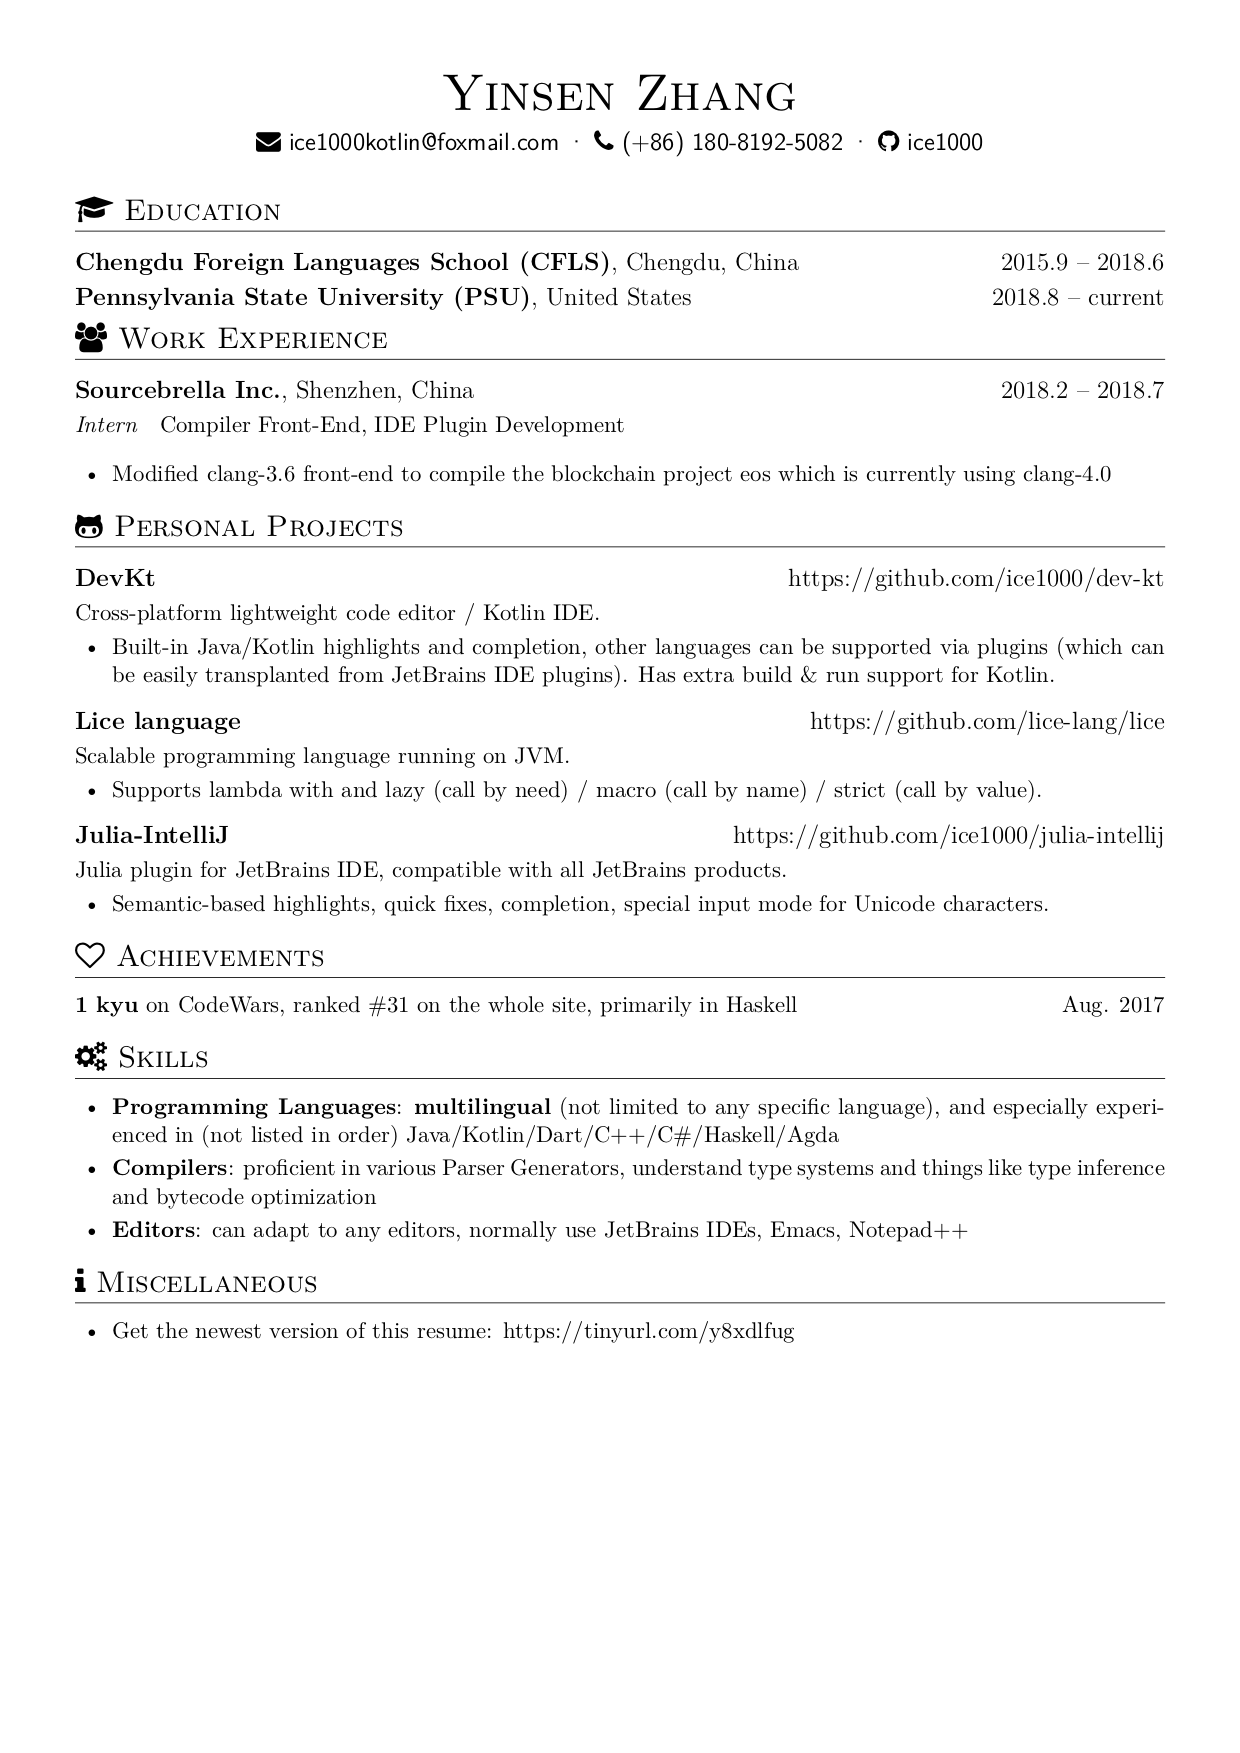 Yinsen Zhang
ice1000kotlin@foxmail.com · (+86) 180-8192-5082 · ice1000
Education
Chengdu Foreign Languages School (CFLS), Chengdu, China 2015.9 – 2018.6
Pennsylvania State University (PSU), United States 2018.8 – current
Work Experience
Sourcebrella Inc., Shenzhen, China 2018.2 – 2018.7
Intern Compiler Front-End, IDE Plugin Development
• Modified clang-3.6 front-end to compile the blockchain project eos which is currently using clang-4.0
Personal Projects
DevKt https://github.com/ice1000/dev-kt
Cross-platform lightweight code editor / Kotlin IDE.
• Built-in Java/Kotlin highlights and completion, other languages can be supported via plugins (which can
be easily transplanted from JetBrains IDE plugins). Has extra build & run support for Kotlin.
Lice language https://github.com/lice-lang/lice
Scalable programming language running on JVM.
• Supports lambda with and lazy (call by need) / macro (call by name) / strict (call by value).
Julia-IntelliJ https://github.com/ice1000/julia-intellij
Julia plugin for JetBrains IDE, compatible with all JetBrains products.
• Semantic-based highlights, quick fixes, completion, special input mode for Unicode characters.
Achievements
1 kyu on CodeWars, ranked #31 on the whole site, primarily in Haskell Aug. 2017
Skills
• Programming Languages: multilingual (not limited to any specific language), and especially experi-
enced in (not listed in order) Java/Kotlin/Dart/C++/C#/Haskell/Agda
• Compilers: proficient in various Parser Generators, understand type systems and things like type inference
and bytecode optimization
• Editors: can adapt to any editors, normally use JetBrains IDEs, Emacs, Notepad++
Miscellaneous
• Get the newest version of this resume: https://tinyurl.com/y8xdlfug